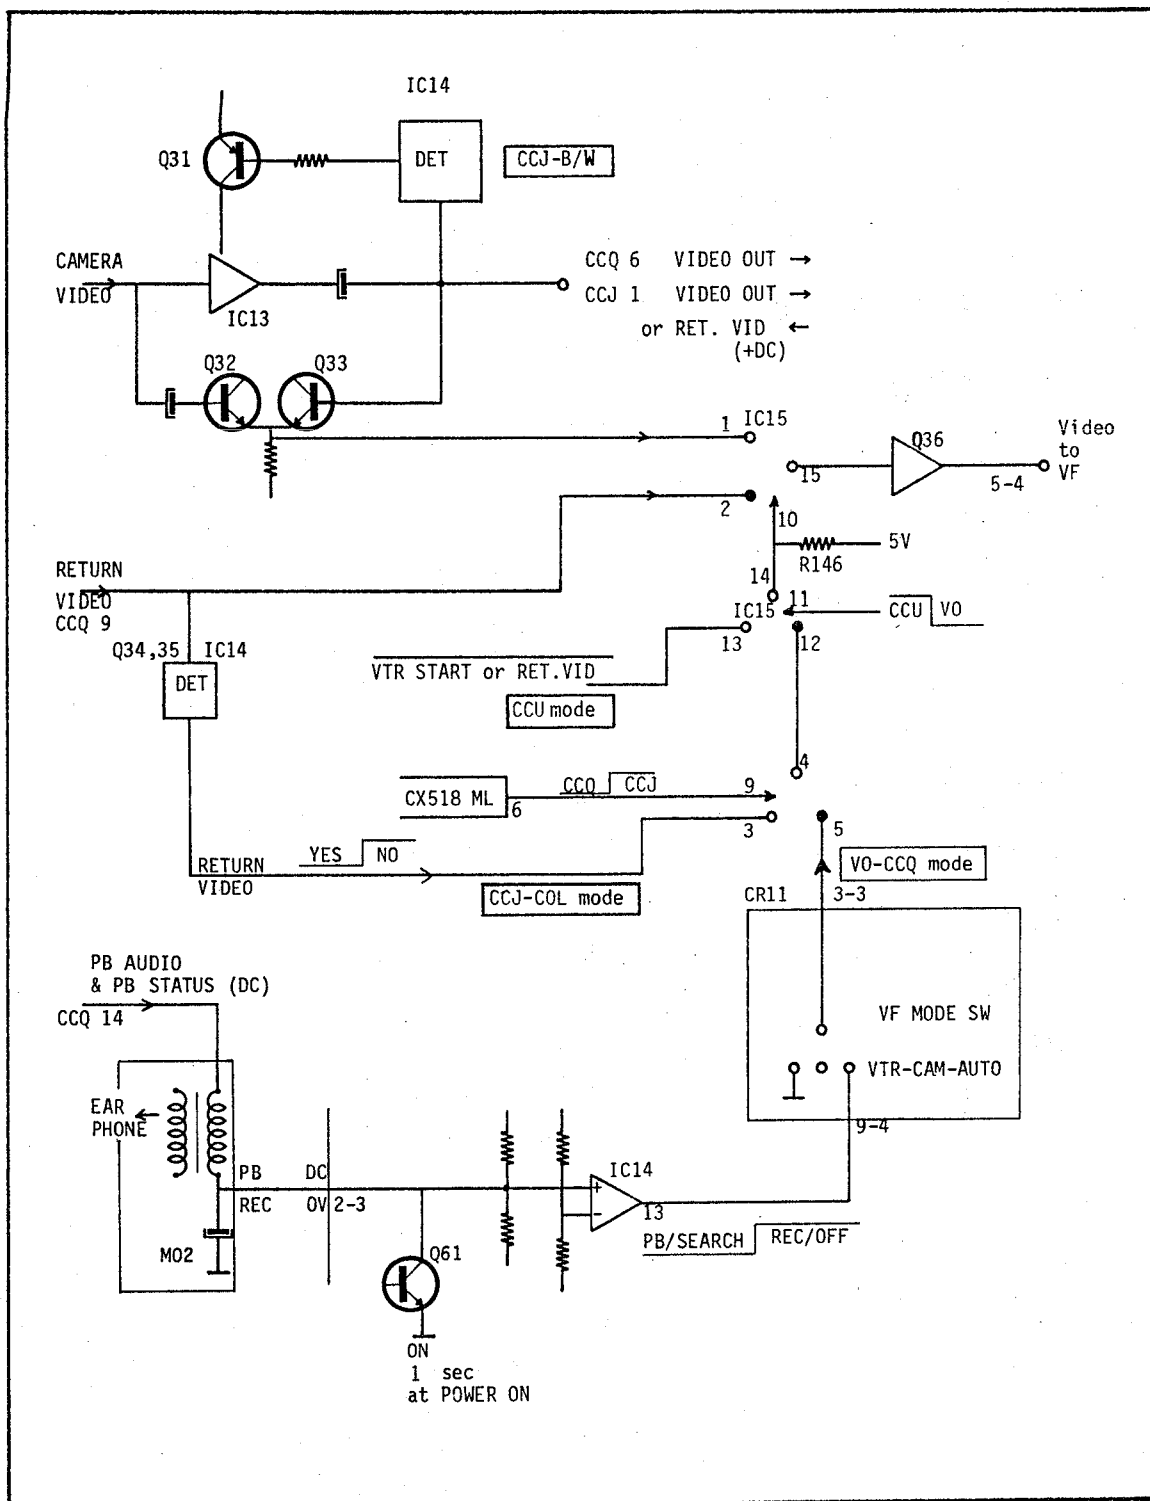 IC14
Q31
DET
CCJ-B/W
CAMERA
VIDEO
IC13
CCQ 6 VIDEO OUT →
CCJ 1 VIDEO OUT →
or RET. VID ←
(+DC)
Q32
Q33
1
IC15
15
Q36
Video
to
VF
5-4
2
10
5V
R146
14
RETURN
VIDEO
CCQ 9
IC15
11
CCU
VO
13
12
Q34,35 IC14
DET
VTR START or RET.VID
CCU mode
4
CX518 ML
6
CCQ
CCJ
9
3
5
YES
NO
RETURN
VIDEO
CCJ-COL mode
VO-CCQ mode
CR11
3-3
PB AUDIO
& PB STATUS (DC)
CCQ 14
VF MODE SW
VTR-CAM-AUTO
EAR
PHONE
9-4
PB
DC
REC
OV
2-3
IC14
+
-
13
PB/SEARCH
REC/OFF
M02
Q61
ON
1 sec
at POWER ON